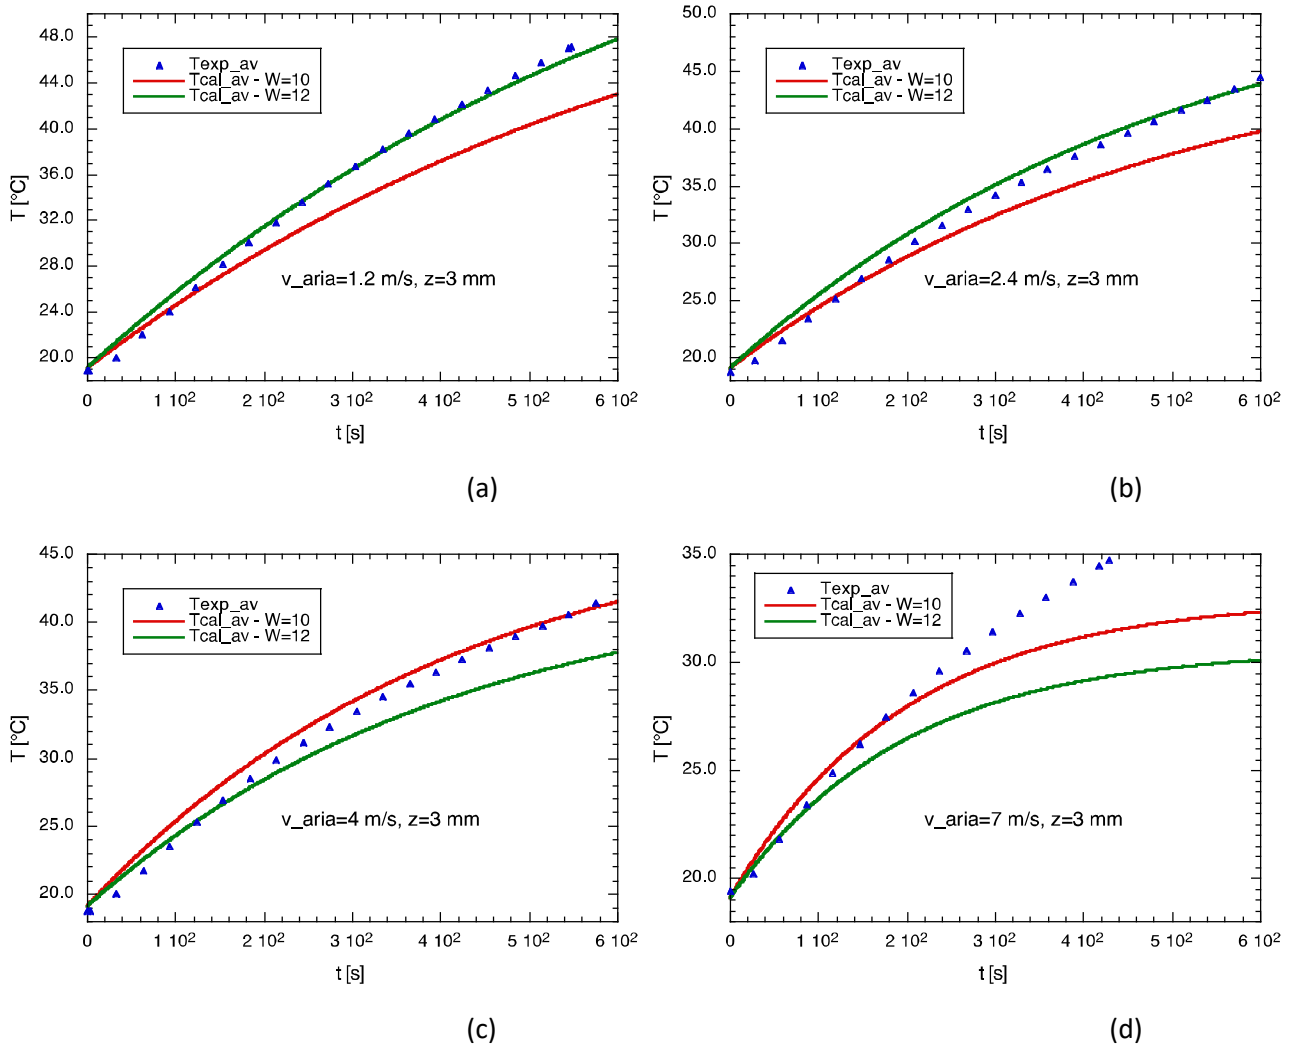 48.0
44.0
40.0
36.0
32.0
28.0
24.0
20.0
T [°C]
Texp_av
Tcal_av - W=10
Tcal_av - W=12
v_aria=1.2 m/s, z=3 mm
0 1 10² 2 10² 3 10² 4 10² 5 10² 6 10²
t [s]
(a)
50.0
45.0
40.0
35.0
30.0
25.0
20.0
T [°C]
Texp_av
Tcal_av - W=10
Tcal_av - W=12
v_aria=2.4 m/s, z=3 mm
0 1 10² 2 10² 3 10² 4 10² 5 10² 6 10²
t [s]
(b)
45.0
40.0
35.0
30.0
25.0
20.0
T [°C]
Texp_av
Tcal_av - W=10
Tcal_av - W=12
v_aria=4 m/s, z=3 mm
0 1 10² 2 10² 3 10² 4 10² 5 10² 6 10²
t [s]
(c)
35.0
30.0
25.0
20.0
T [°C]
Texp_av
Tcal_av - W=10
Tcal_av - W=12
v_aria=7 m/s, z=3 mm
0 1 10² 2 10² 3 10² 4 10² 5 10² 6 10²
t [s]
(d)